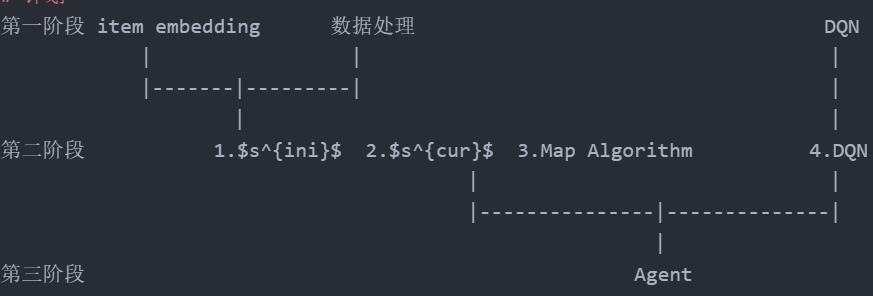 第一阶段 item embedding 数据处理 DQN
第二阶段 1.$s^{ini}$ 2.$s^{cur}$ 3.Map Algorithm 4.DQN
第三阶段 Agent